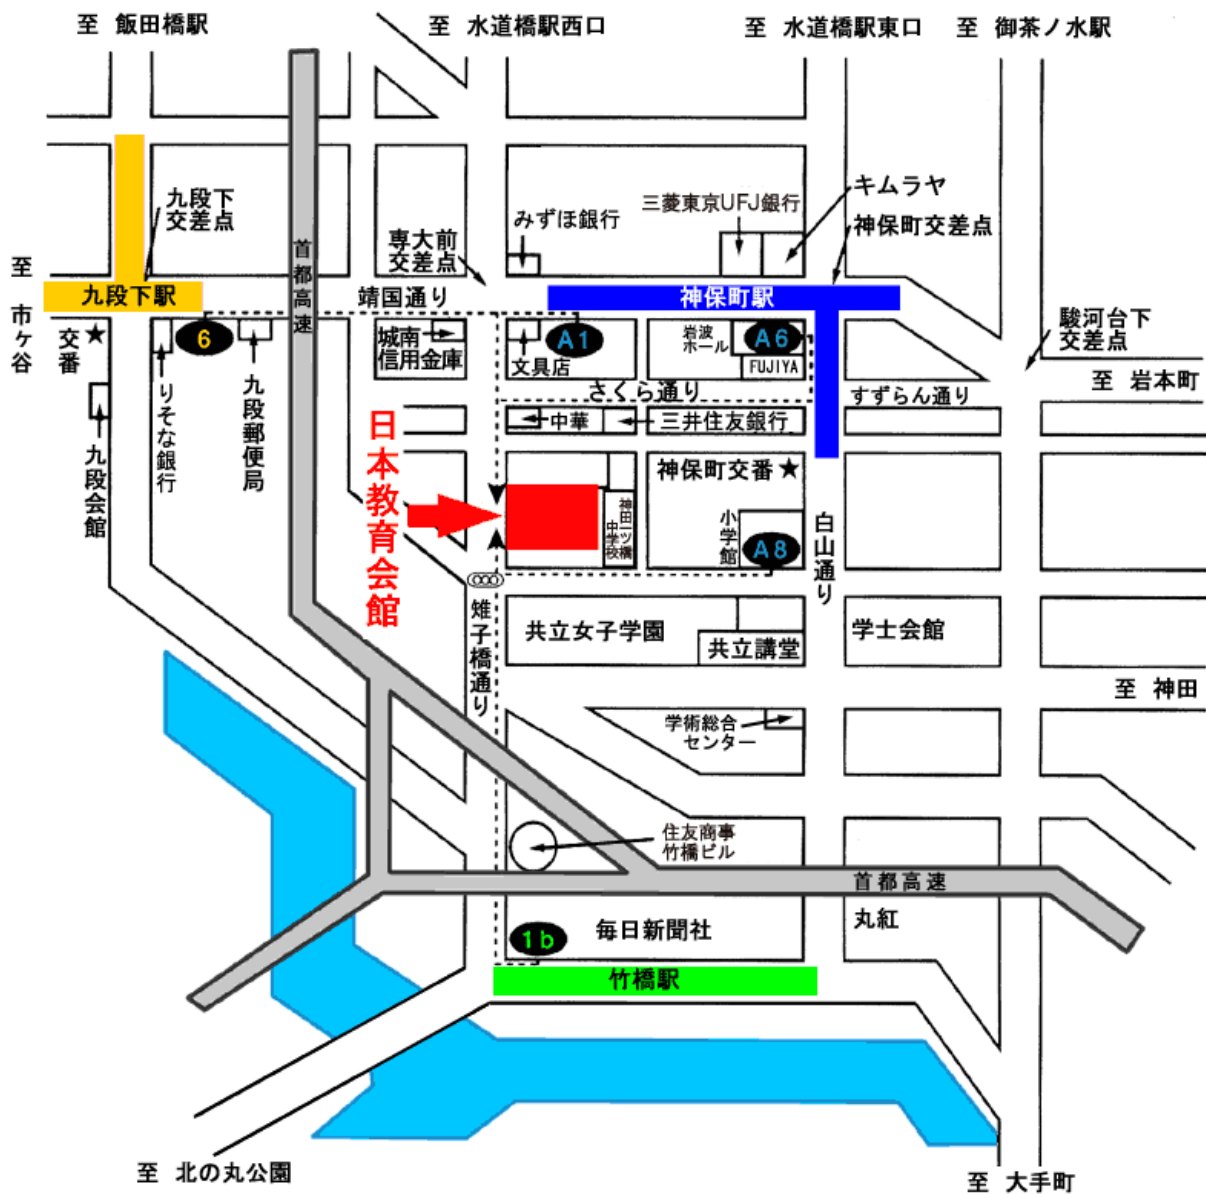 至 飯田橋駅
至 水道橋駅西口
至 水道橋駅東口
至 御茶ノ水駅
九段下
交差点
首都高速
専大前
交差点
みずほ銀行
三菱東京UFJ銀行
キムラヤ
神保町交差点
至 市ヶ谷
九段下駅
靖国通り
神保町駅
交番
6
城南
信用金庫
文具店
A1
岩波
ホール
A6
FUJIYA
駿河台下
交差点
至 岩本町
りそな銀行
九段郵便局
九段会館
さくら通り
すずらん通り
中華
三井住友銀行
日本教育会館
神田一ツ橋
中学校
神保町交番
小学館
A8
白山通り
雉子橋通り
共立女子学園
共立講堂
学士会館
至 神田
学術総合
センター
住友商事
竹橋ビル
首都高速
丸紅
1b
毎日新聞社
竹橋駅
至 北の丸公園
至 大手町